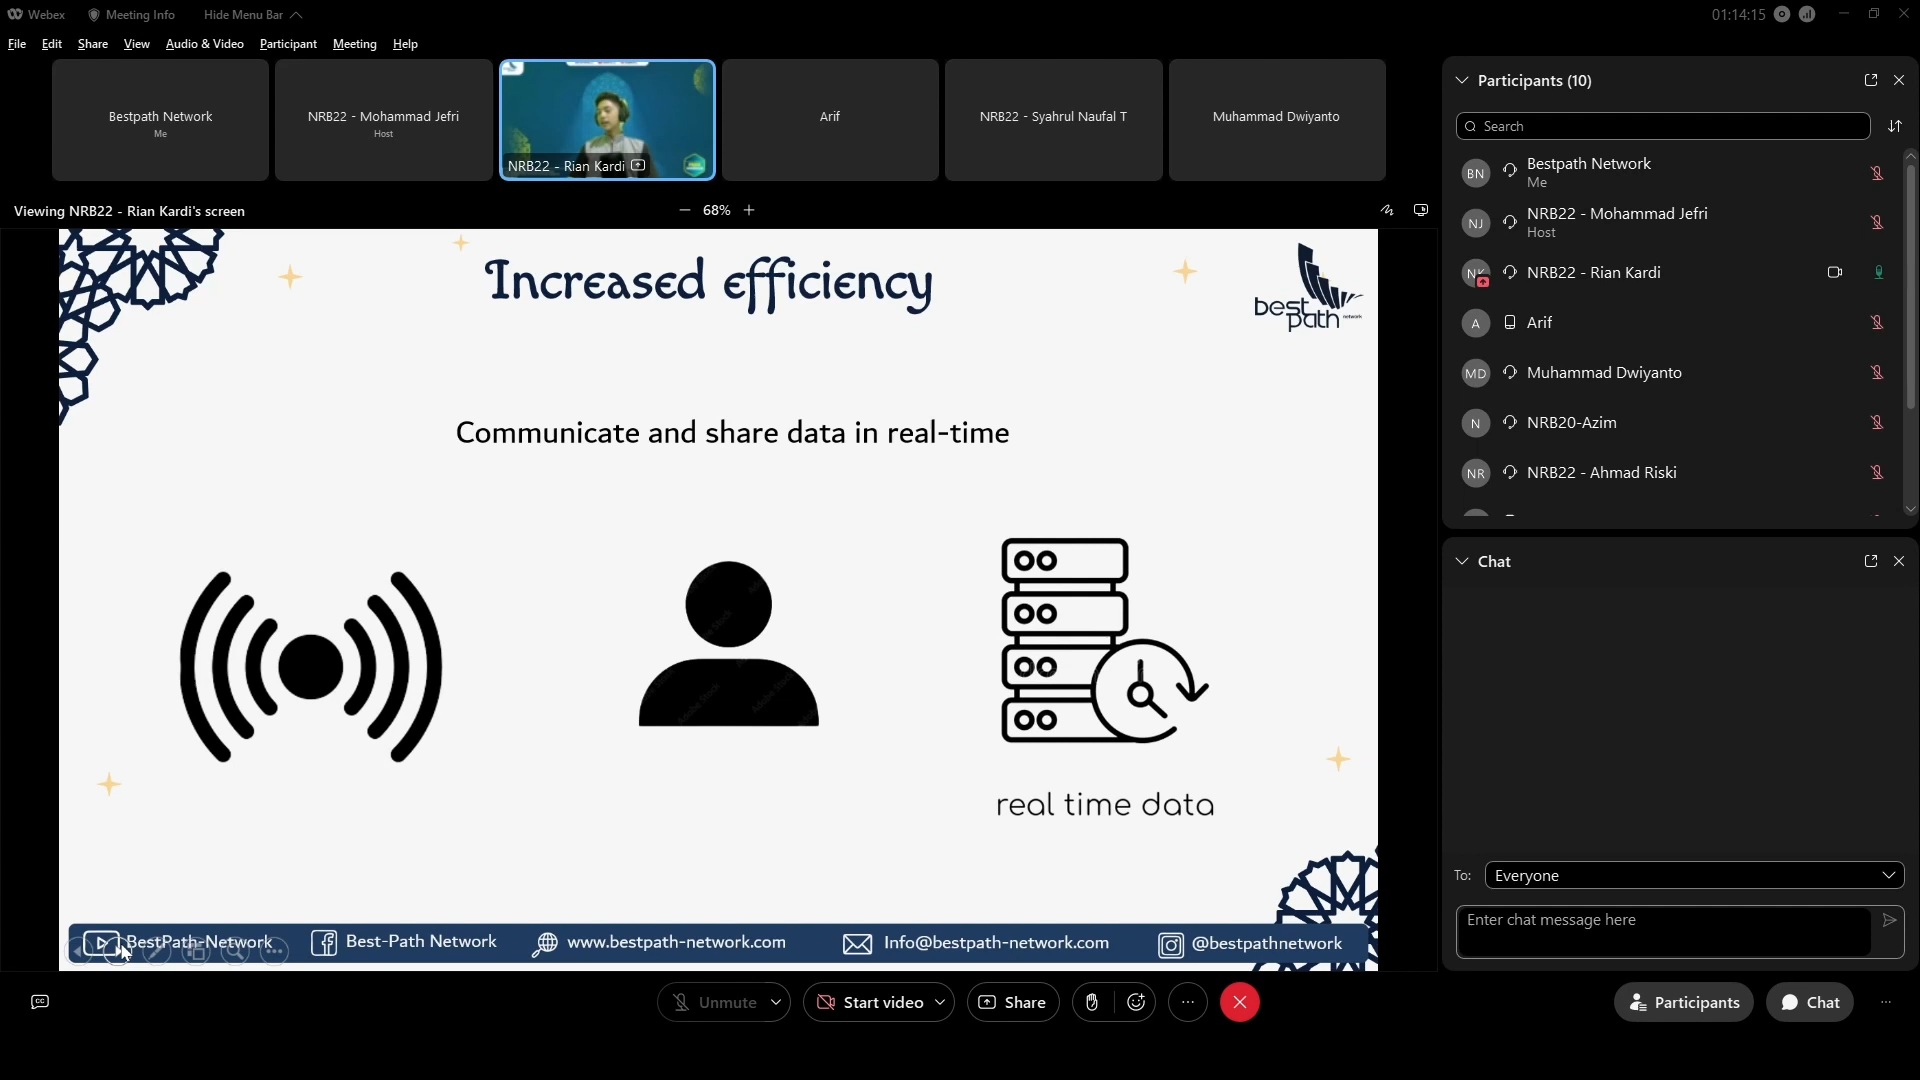 Webex
Meeting Info
Hide Menu Bar
01:14:15
File
Edit
Share
View
Audio & Video
Participant
Meeting
Help
Bestpath Network
Me
NRB22 - Mohammad Jefri
Host
NRB22 - Rian Kardi
Arif
NRB22 - Syahrul Naufal T
Muhammad Dwiyanto
Viewing NRB22 - Rian Kardi's screen
68%
Increased efficiency
best
path
network
Communicate and share data in real-time
real time data
BestPath-Network
Best-Path Network
www.bestpath-network.com
Info@bestpath-network.com
@bestpathnetwork
Participants (10)
Search
BN
Bestpath Network
Me
NJ
NRB22 - Mohammad Jefri
Host
NK
NRB22 - Rian Kardi
A
Arif
MD
Muhammad Dwiyanto
N
NRB20-Azim
NR
NRB22 - Ahmad Riski
Chat
To:
Everyone
Enter chat message here
CC
Unmute
Start video
Share
Participants
Chat